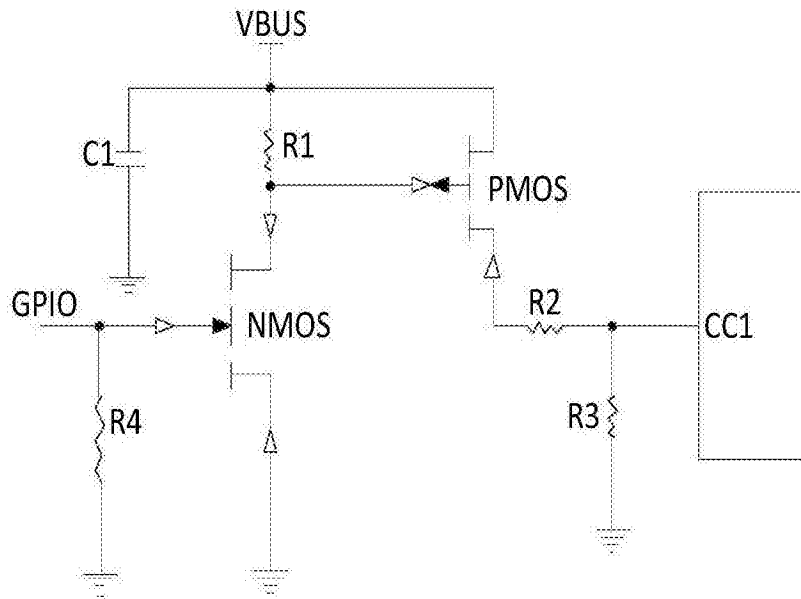 VBUS
C1
R1
PMOS
GPIO
NMOS
R2
CC1
R4
R3